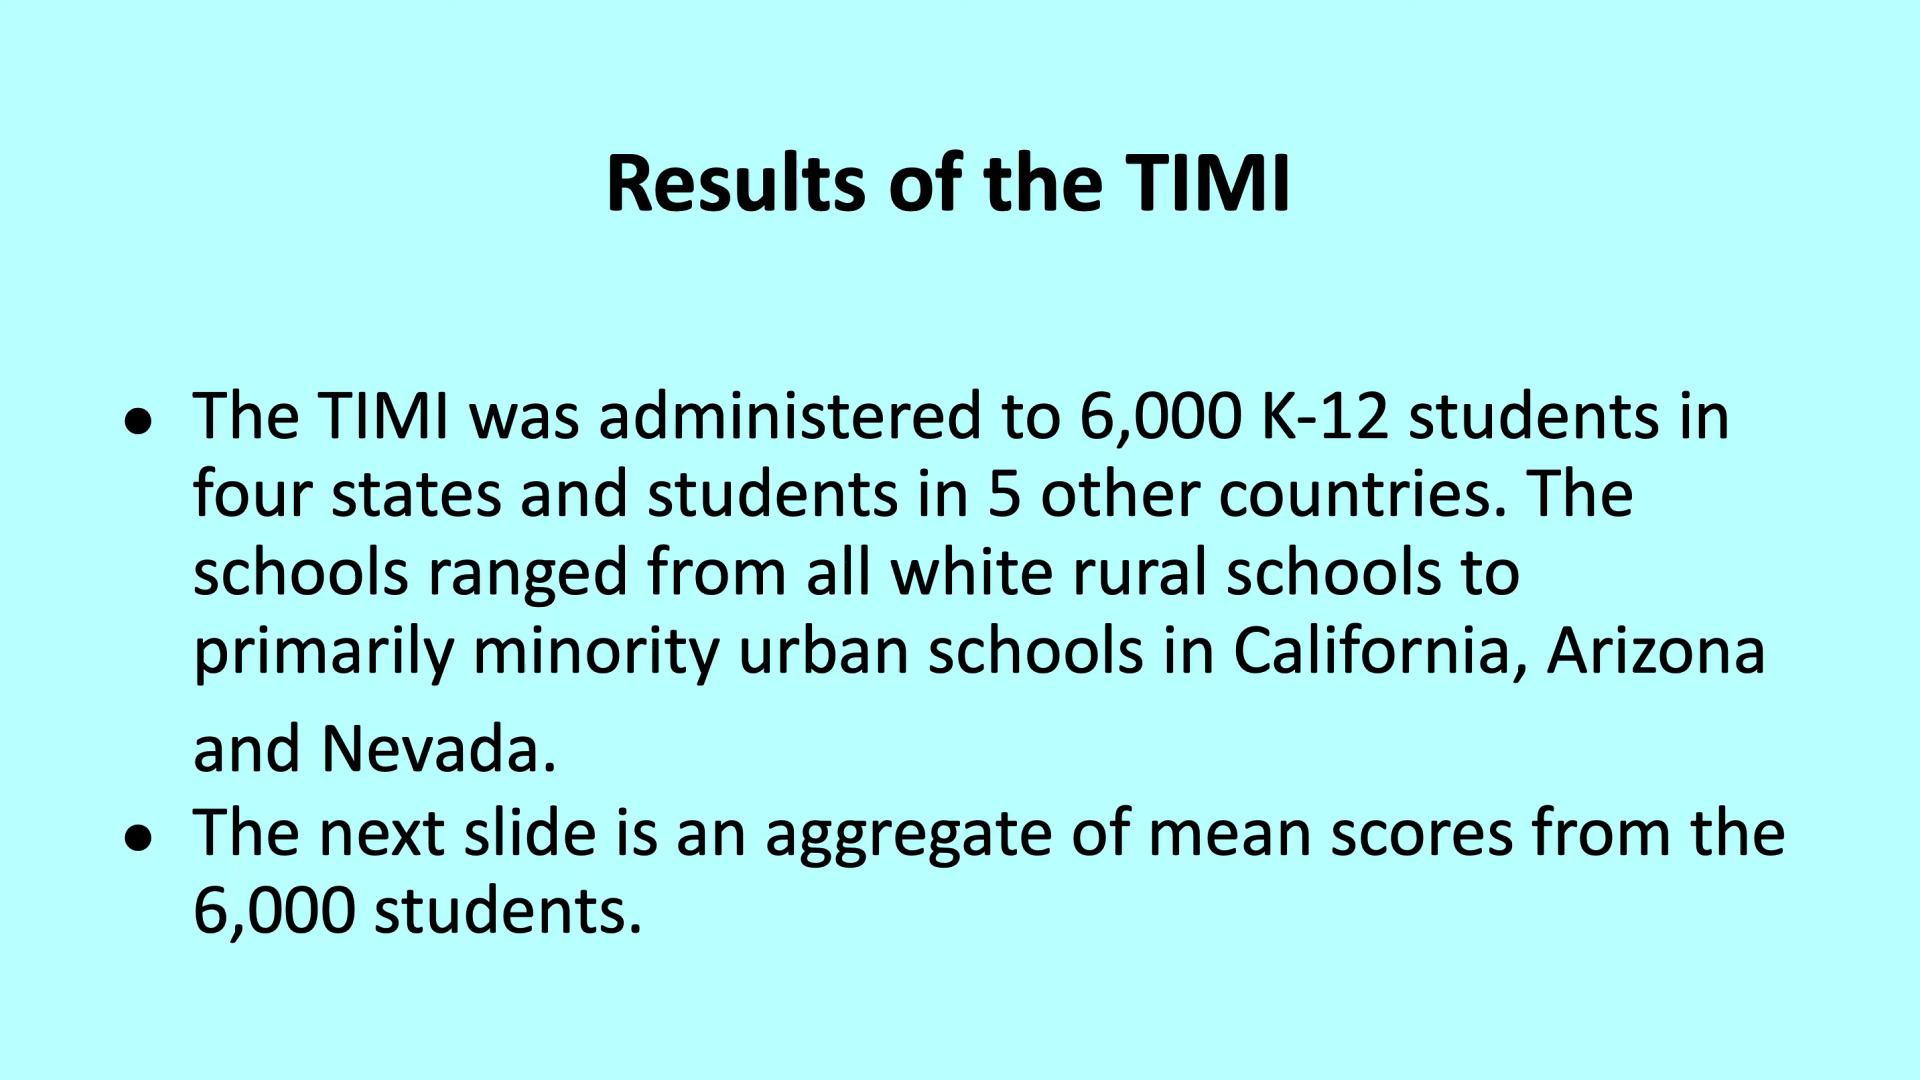 Results of the TIMI
● The TIMI was administered to 6,000 K-12 students in
four states and students in 5 other countries. The
schools ranged from all white rural schools to
primarily minority urban schools in California, Arizona
and Nevada.
● The next slide is an aggregate of mean scores from the
6,000 students.